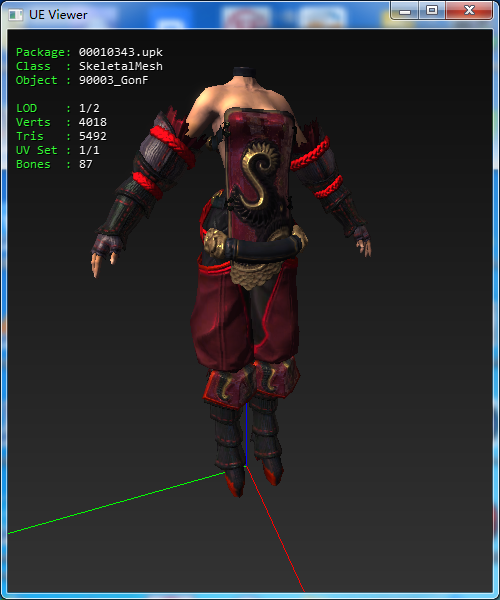 UE Viewer
Package: 00010343.upk
Class : SkeletalMesh
Object : 90003_GonF
LOD : 1/2
Verts : 4018
Tris : 5492
UV Set : 1/1
Bones : 87